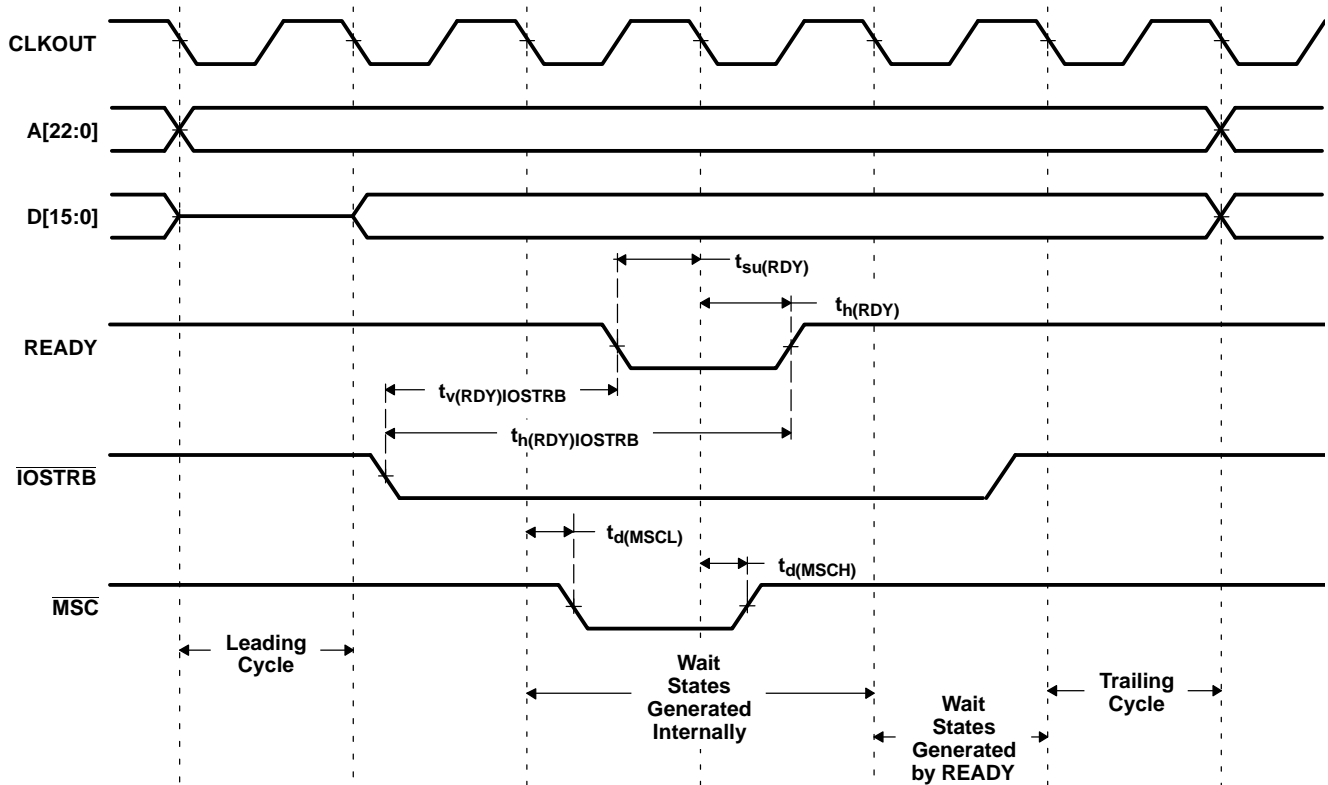 CLKOUT
A[22:0]
D[15:0]
tsu(RDY)
th(RDY)
READY
tv(RDY)IOSTRB
th(RDY)IOSTRB
IOSTRB
td(MSCL)
td(MSCH)
MSC
Leading
Cycle
Wait
States
Generated
Internally
Wait
States
Generated
by READY
Trailing
Cycle